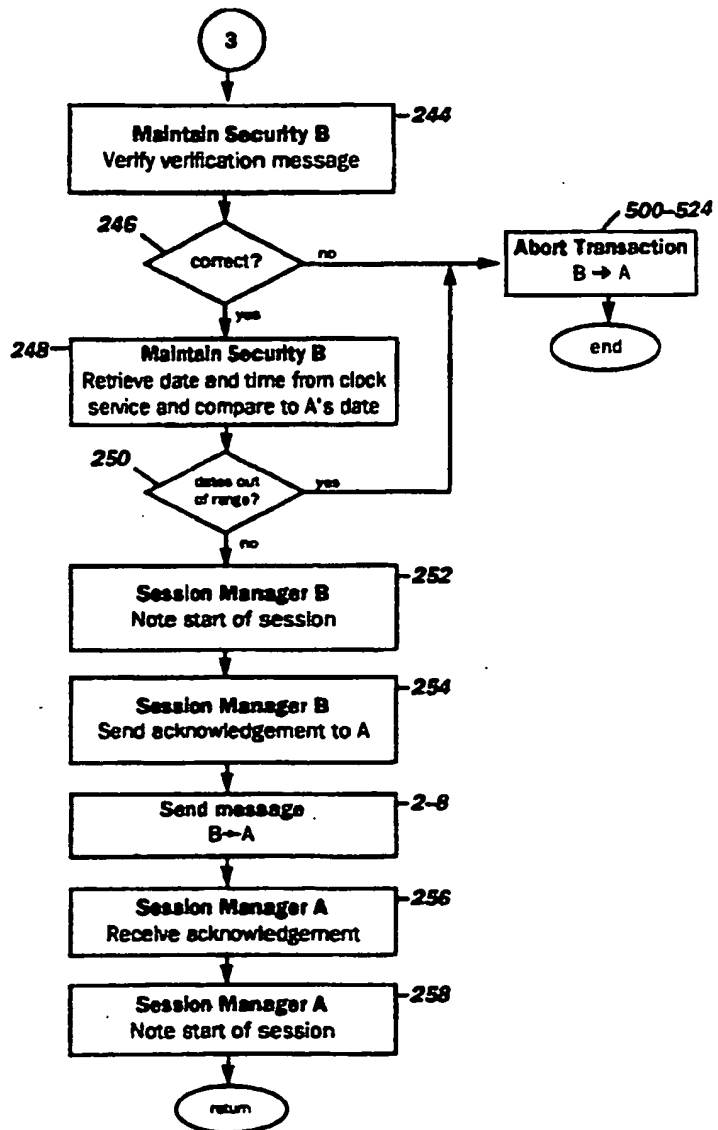 3
Maintain Security B
Verify verification message
244
246
correct?
no
yes
500-524
Abort Transaction
B → A
end
248
Maintain Security B
Retrieve date and time from clock
service and compare to A's date
250
dates out
of range?
yes
no
Session Manager B
Note start of session
252
Session Manager B
Send acknowledgement to A
254
Send message
B→A
2-8
Session Manager A
Receive acknowledgement
256
Session Manager A
Note start of session
258
return